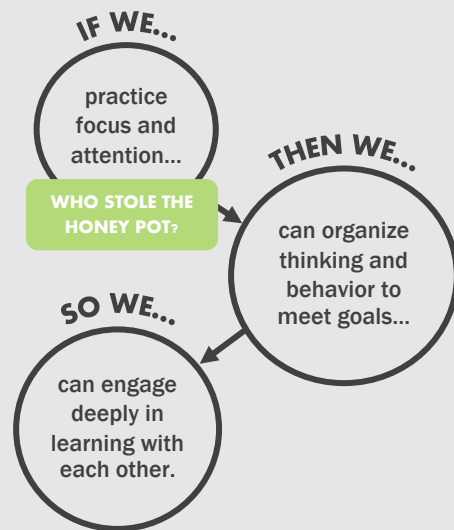 IF WE...
practice
focus and
attention...
WHO STOLE THE
HONEY POT?
THEN WE...
can organize
thinking and
behavior to
meet goals...
SO WE...
can engage
deeply in
learning with
each other.